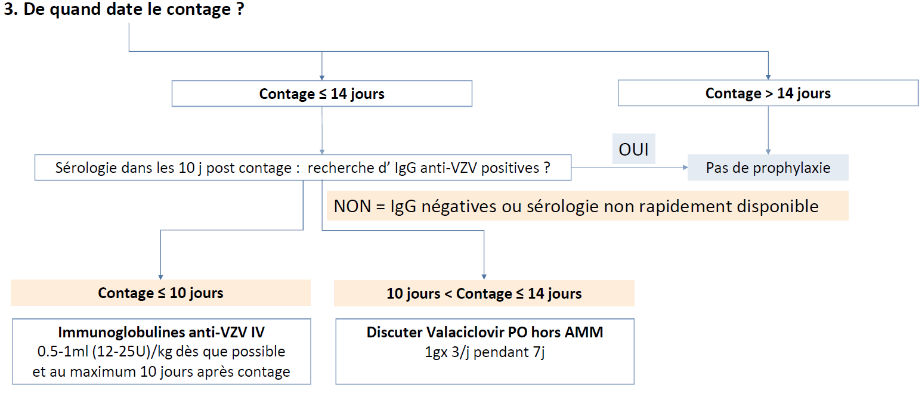 3. De quand date le contage ?
Contage ≤ 14 jours
Contage > 14 jours
Sérologie dans les 10 j post contage : recherche d’ IgG anti-VZV positives ?
OUI
Pas de prophylaxie
NON = IgG négatives ou sérologie non rapidement disponible
Contage ≤ 10 jours
10 jours < Contage ≤ 14 jours
Immunoglobulines anti-VZV IV
0.5-1ml (12-25U)/kg dès que possible
et au maximum 10 jours après contage
Discuter Valaciclovir PO hors AMM
1gx 3/j pendant 7j